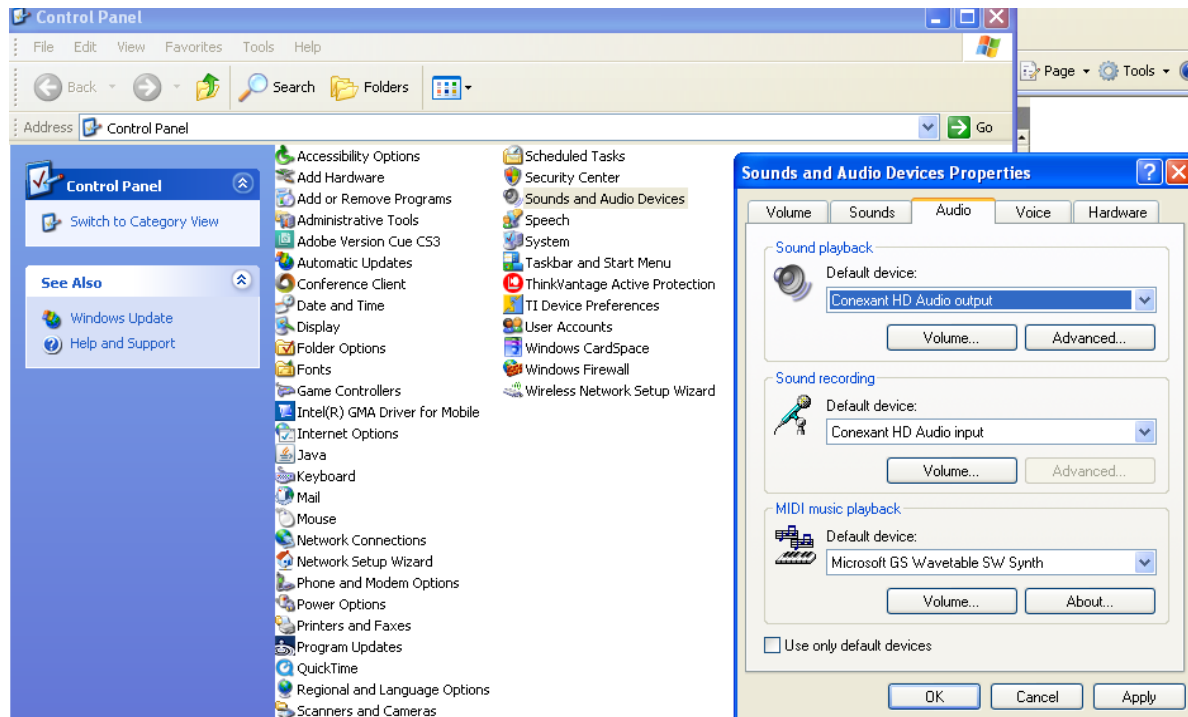 Control Panel
File Edit View Favorites Tools Help
Back Search Folders
Page Tools
Address Control Panel Go
Control Panel
Switch to Category View
See Also
Windows Update
Help and Support
Accessibility Options
Add Hardware
Add or Remove Programs
Administrative Tools
Adobe Version Cue CS3
Automatic Updates
Conference Client
Date and Time
Display
Folder Options
Fonts
Game Controllers
Intel(R) GMA Driver for Mobile
Internet Options
Java
Keyboard
Mail
Mouse
Network Connections
Network Setup Wizard
Phone and Modem Options
Power Options
Printers and Faxes
Program Updates
QuickTime
Regional and Language Options
Scanners and Cameras
Scheduled Tasks
Security Center
Sounds and Audio Devices
Speech
System
Taskbar and Start Menu
ThinkVantage Active Protection
TI Device Preferences
User Accounts
Windows CardSpace
Windows Firewall
Wireless Network Setup Wizard
Sounds and Audio Devices Properties
Volume Sounds Audio Voice Hardware
Sound playback
Default device:
Conexant HD Audio output
Volume... Advanced...
Sound recording
Default device:
Conexant HD Audio input
Volume... Advanced...
MIDI music playback
Default device:
Microsoft GS Wavetable SW Synth
Volume... About...
Use only default devices
OK Cancel Apply